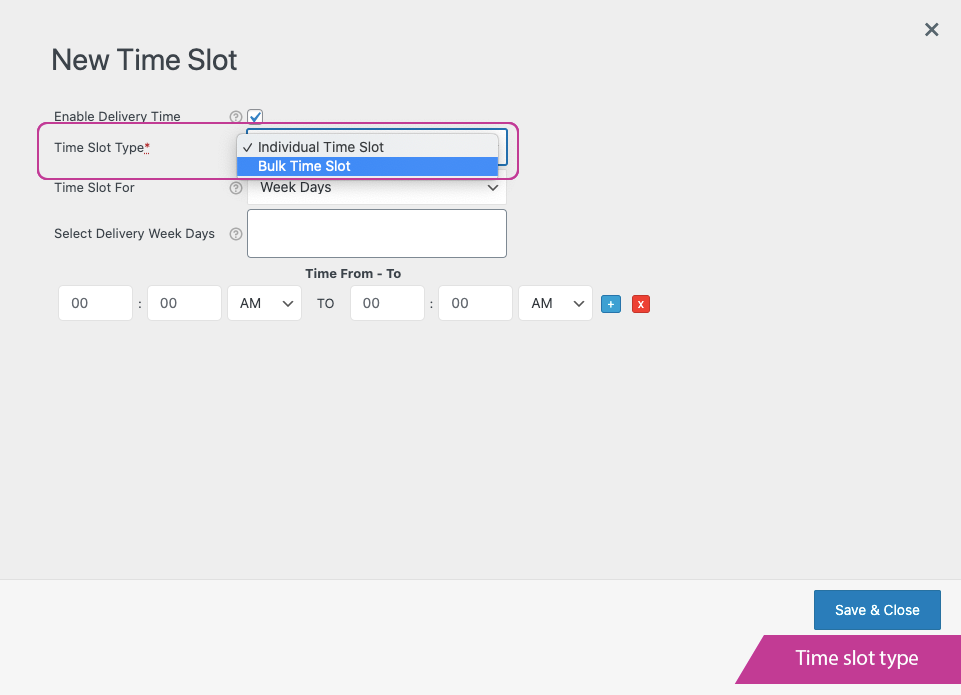 New Time Slot
Enable Delivery Time
Time Slot Type*
Individual Time Slot
Bulk Time Slot
Time Slot For
Week Days
Select Delivery Week Days
Time From - To
00 : 00 AM TO 00 : 00 AM + x
Save & Close
Time slot type